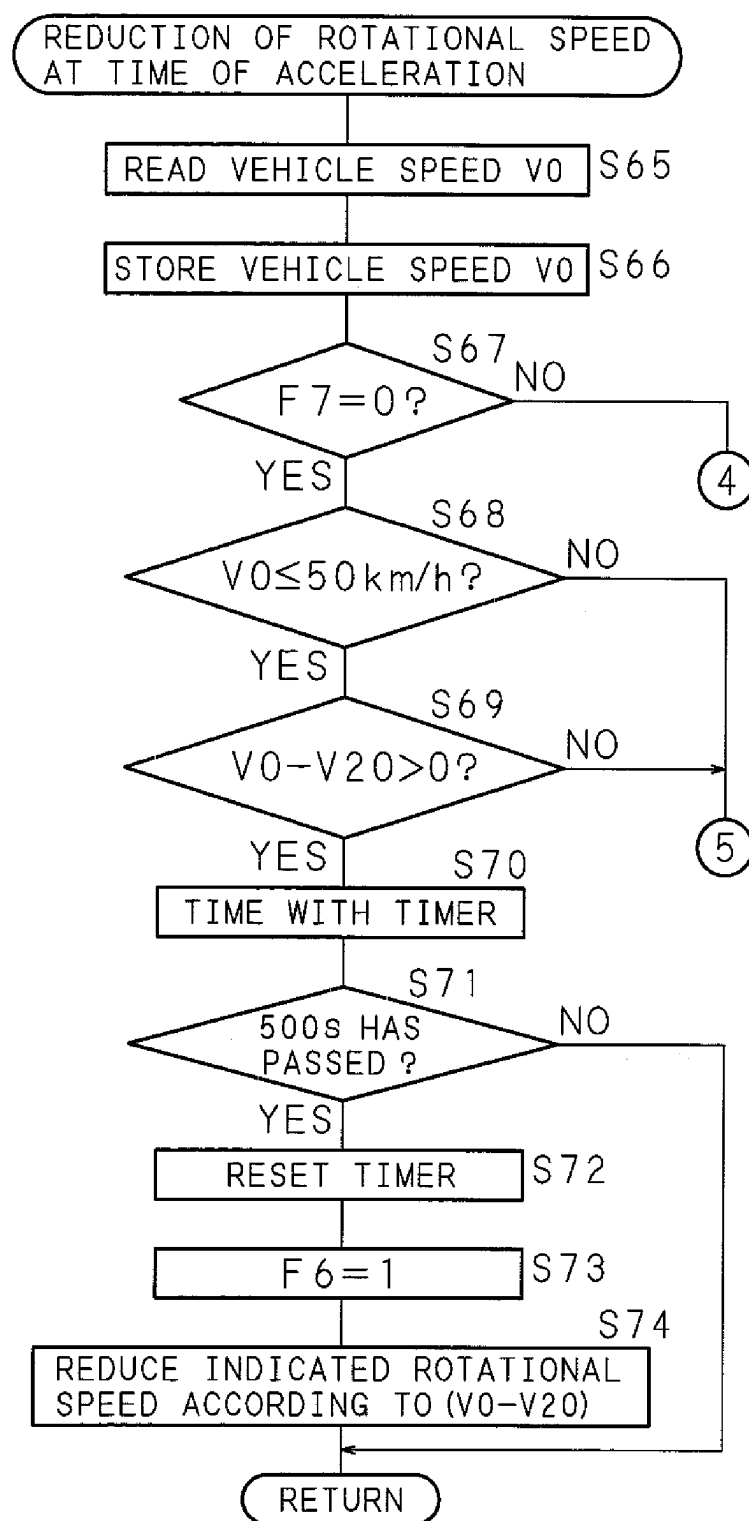 REDUCTION OF ROTATIONAL SPEED
AT TIME OF ACCELERATION
READ VEHICLE SPEED V0
S65
STORE VEHICLE SPEED V0
S66
S67
F7=0?
NO
YES
4
S68
V0≤50km/h?
NO
YES
S69
V0-V20>0?
NO
YES
5
S70
TIME WITH TIMER
S71
500s HAS
PASSED?
NO
YES
RESET TIMER
S72
F6=1
S73
S74
REDUCE INDICATED ROTATIONAL
SPEED ACCORDING TO (V0-V20)
RETURN